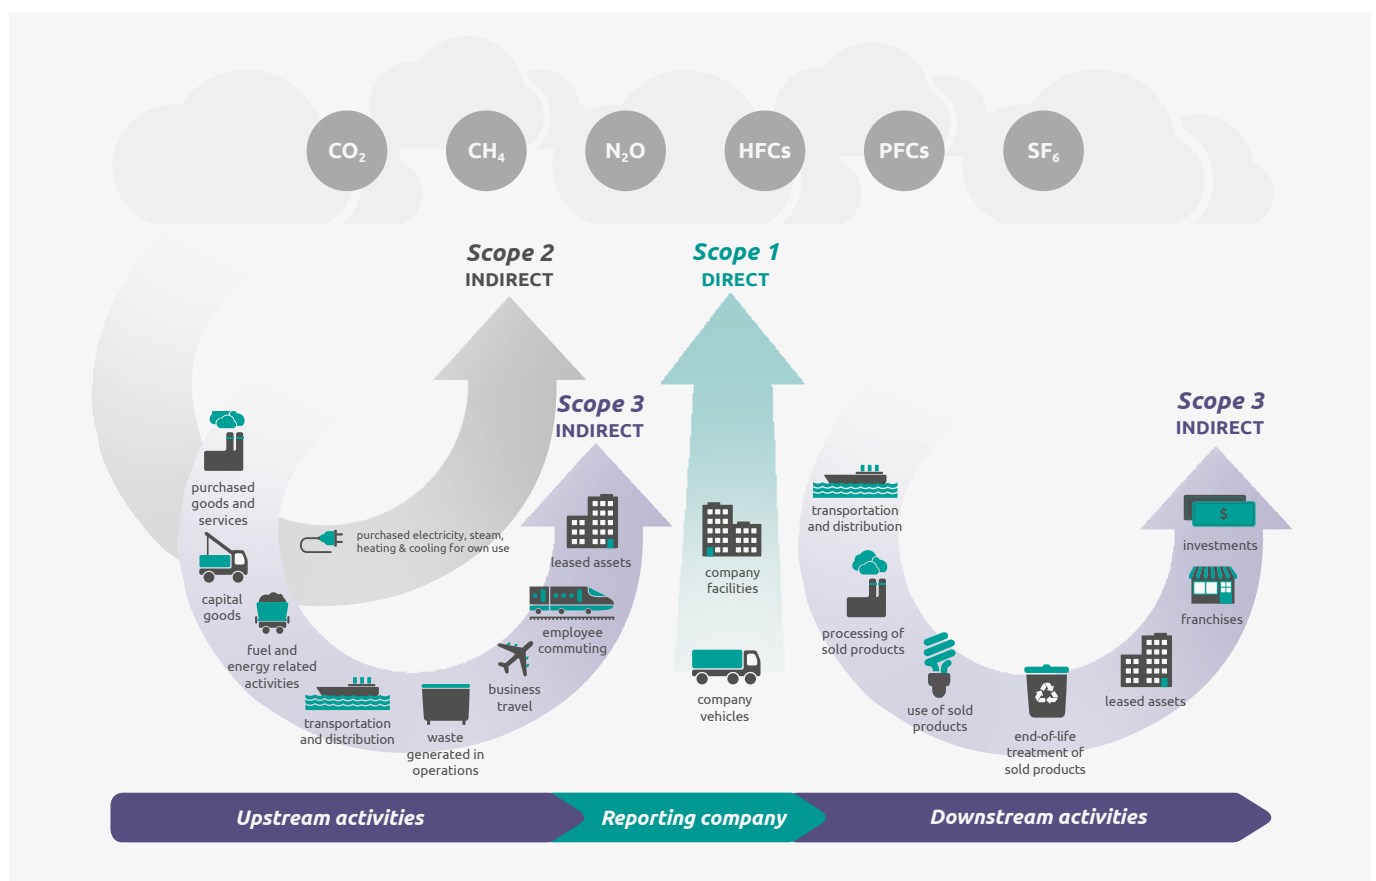 CO2
CH4
N2O
HFCs
PFCs
SF6
Scope 2
INDIRECT
Scope 1
DIRECT
Scope 3
INDIRECT
Scope 3
INDIRECT
purchased
goods and
services
capital
goods
fuel and
energy related
activities
transportation
and distribution
waste
generated in
operations
business
travel
employee
commuting
leased assets
purchased electricity, steam,
heating & cooling for own use
company
facilities
company
vehicles
transportation
and distribution
processing of
sold products
use of sold
products
end-of-life
treatment of
sold products
leased assets
franchises
$
investments
Upstream activities
Reporting company
Downstream activities